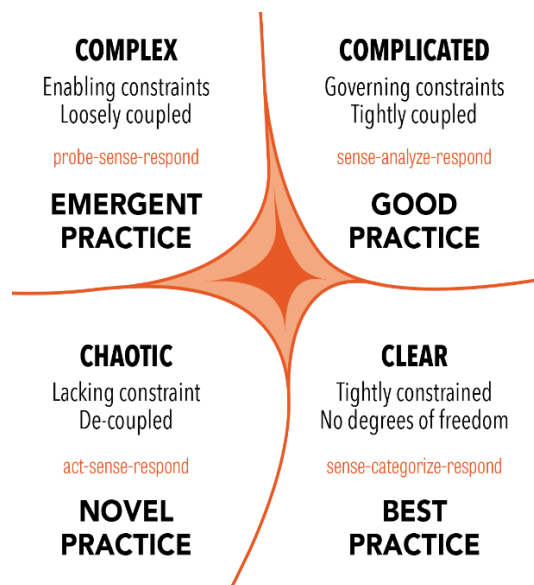 COMPLEX
Enabling constraints
Loosely coupled
probe-sense-respond
EMERGENT
PRACTICE
COMPLICATED
Governing constraints
Tightly coupled
sense-analyze-respond
GOOD
PRACTICE
CHAOTIC
Lacking constraint
De-coupled
act-sense-respond
NOVEL
PRACTICE
CLEAR
Tightly constrained
No degrees of freedom
sense-categorize-respond
BEST
PRACTICE